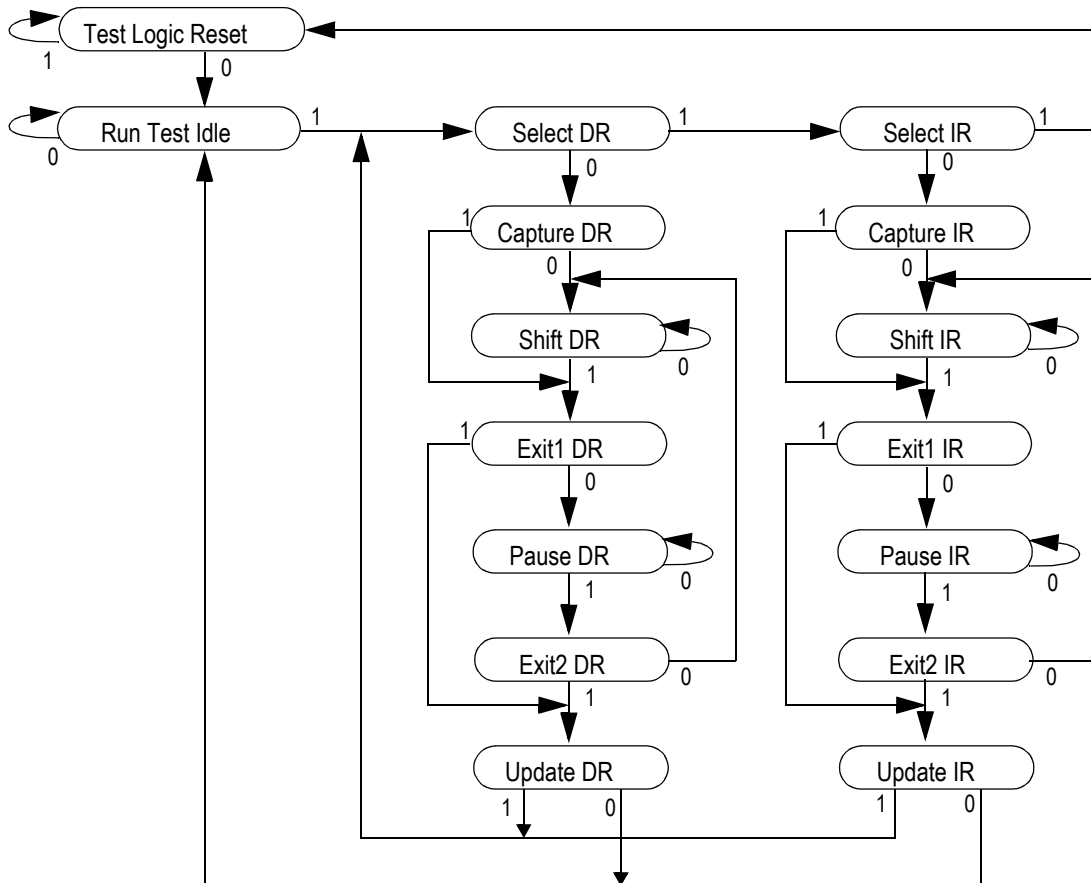 Test Logic Reset
1
0
Run Test Idle
1
0
Select DR
1
0
Select IR
1
0
1
Capture DR
0
1
Capture IR
0
Shift DR
0
1
Shift IR
0
1
1
Exit1 DR
0
1
Exit1 IR
0
Pause DR
0
1
Pause IR
0
1
Exit2 DR
0
1
Exit2 IR
0
1
Update DR
1
0
Update IR
1
0